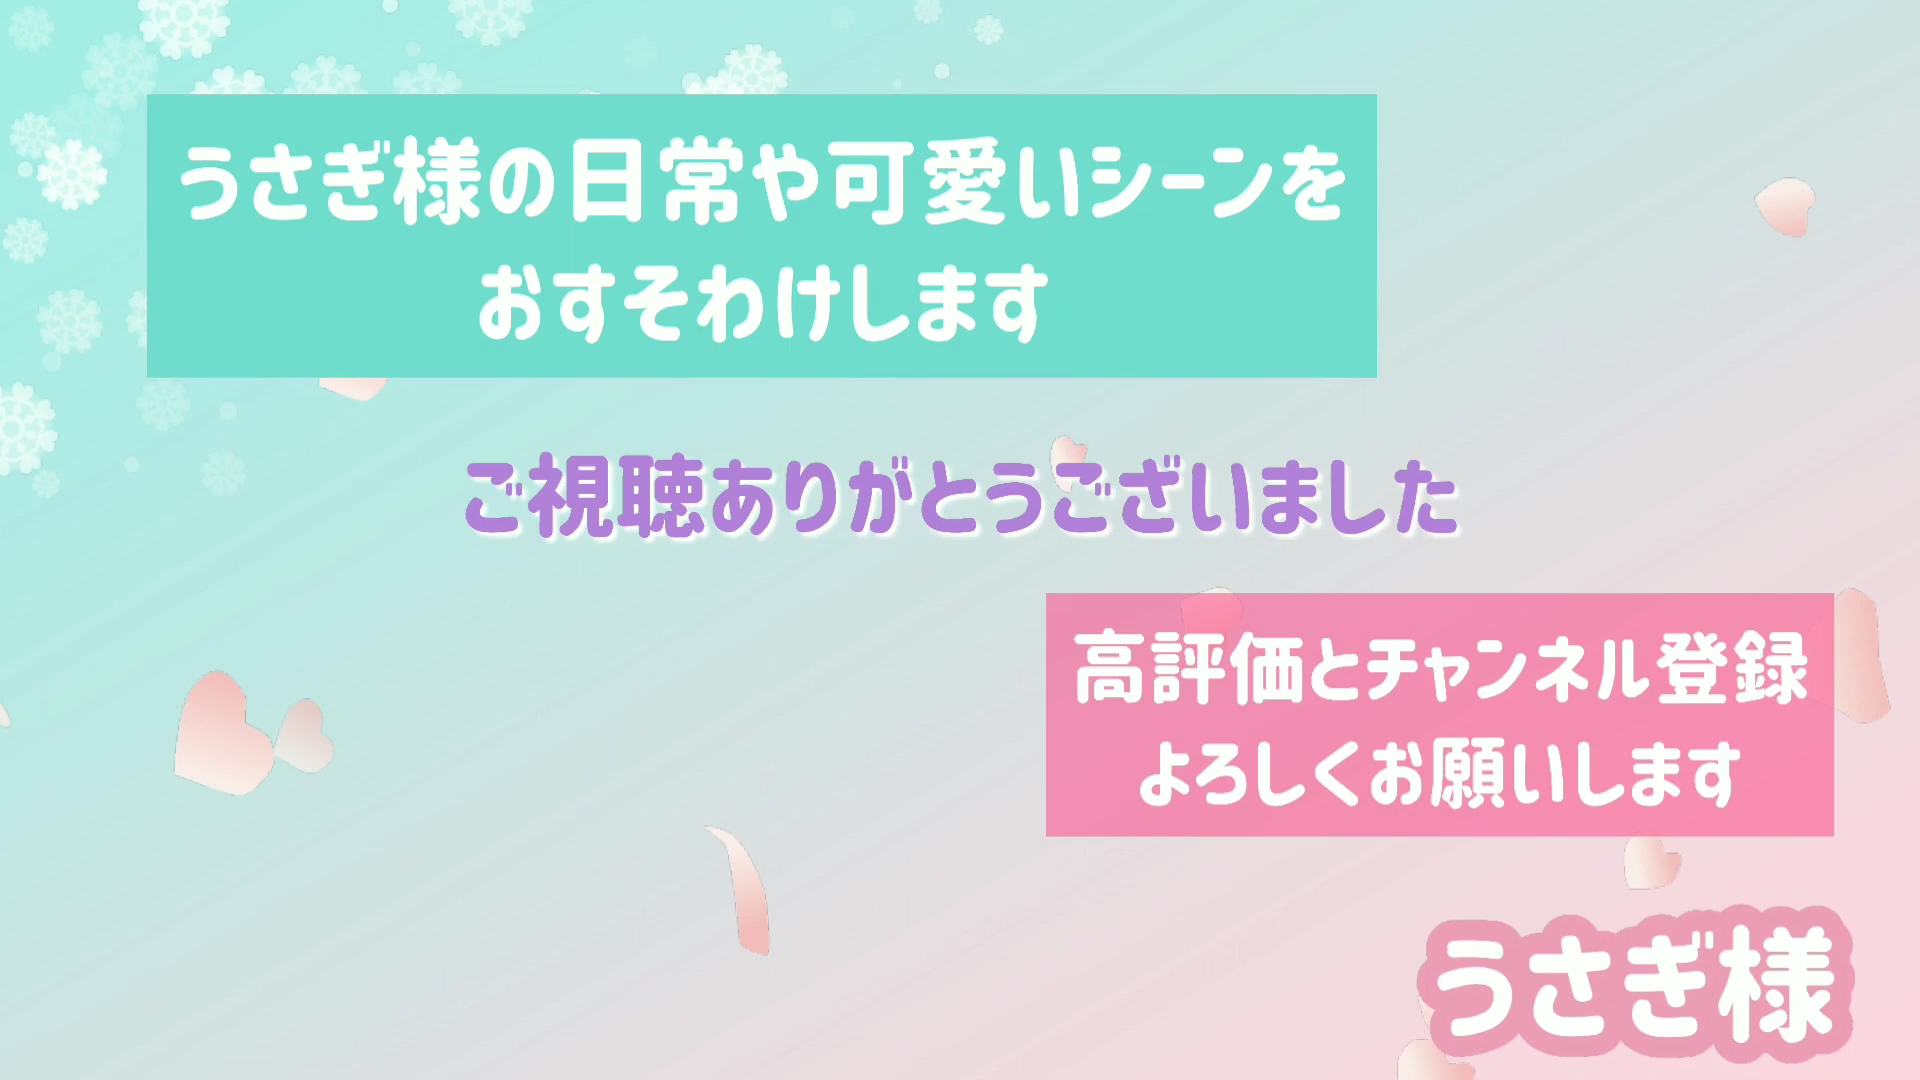 うさぎ様の日常や可愛いシーンを
おすそわけします
ご視聴ありがとうございました
高評価とチャンネル登録
よろしくお願いします
うさぎ様